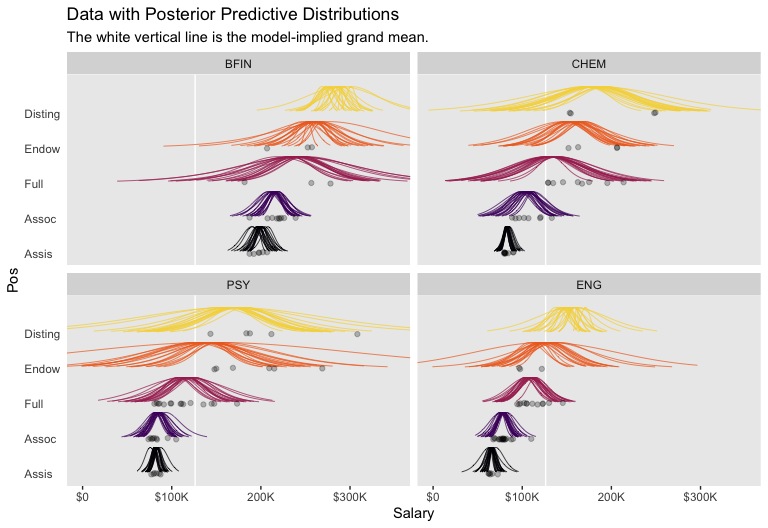 Data with Posterior Predictive Distributions
The white vertical line is the model-implied grand mean.
BFIN
CHEM
Disting
Endow
Full
Assoc
Assis
PSY
ENG
Disting
Endow
Full
Assoc
Assis
Pos
$0
$100K
200K
$300K
$0
$100K
200K
$300K
Salary